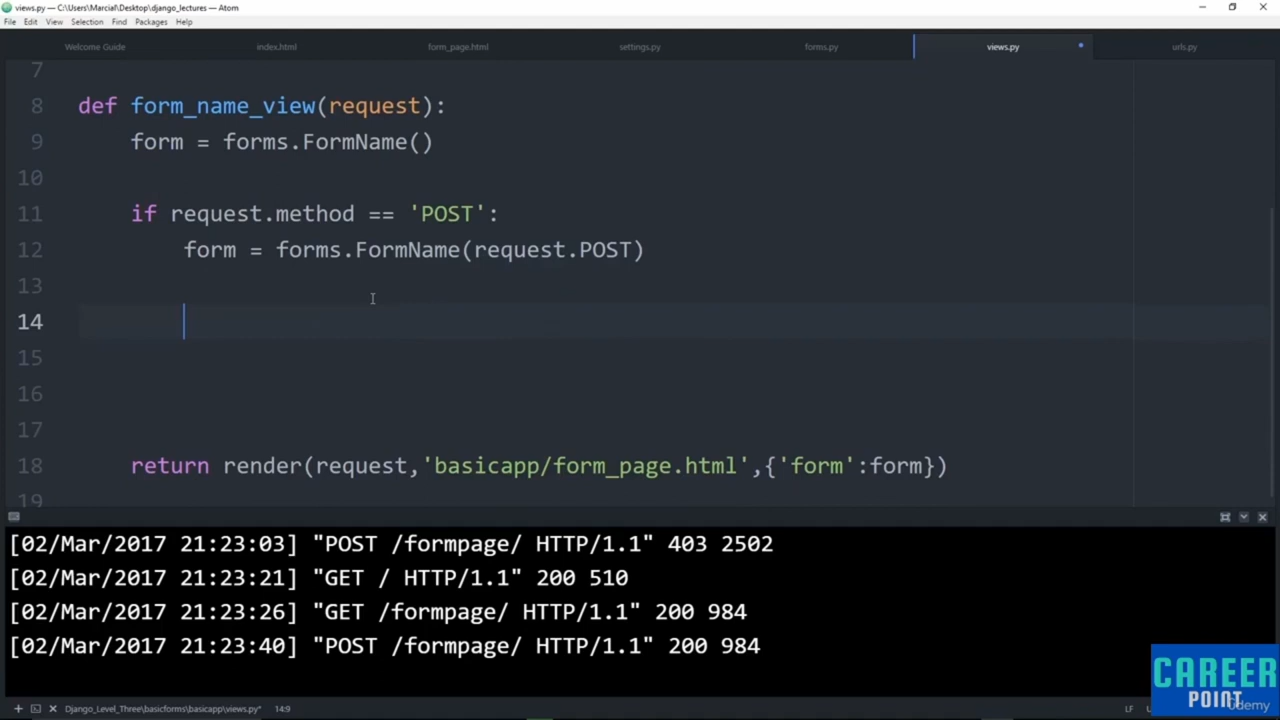 views.py — C:\Users\Marcial\Desktop\django_lectures — Atom
File Edit View Selection Find Packages Help
Welcome Guide index.html form_page.html settings.py forms.py views.py urls.py
7
8 def form_name_view(request):
9 form = forms.FormName()
10
11 if request.method == 'POST':
12 form = forms.FormName(request.POST)
13
14
15
16
17
18 return render(request,'basicapp/form_page.html',{'form':form})
19
[02/Mar/2017 21:23:03] "POST /formpage/ HTTP/1.1" 403 2502
[02/Mar/2017 21:23:21] "GET / HTTP/1.1" 200 510
[02/Mar/2017 21:23:26] "GET /formpage/ HTTP/1.1" 200 984
[02/Mar/2017 21:23:40] "POST /formpage/ HTTP/1.1" 200 984
CAREER
POINT
Udemy
Django_Level_Three\basicforms\basicapp\views.py* 14:9 LF